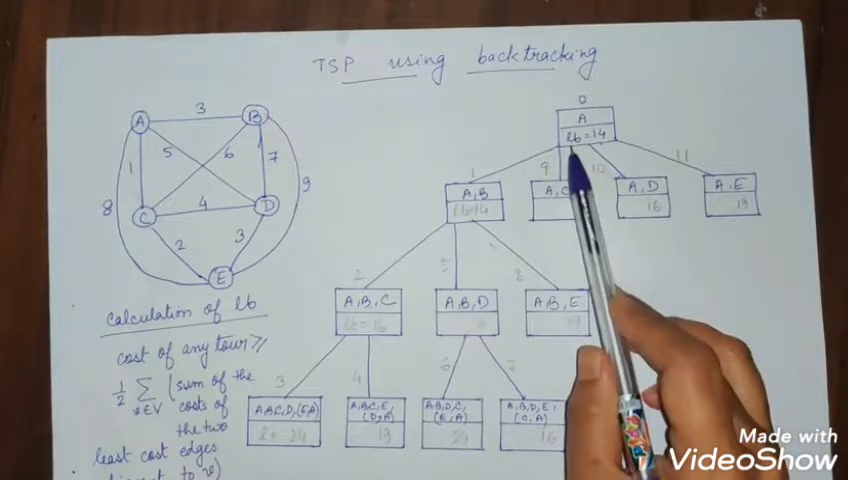 TSP using backtracking
A 3 B
1 5 6 7
8 9
C 4 D
2 3
E
calculation of lb
cost of any tour ≥
1/2 Σ (sum of the
costs of
the two
least cost edges
to v)
0
A
lb = 14
1 9 10 11
A, B
lb=14
A, C
A, D
16
A, E
19
2 5 8
A, B, C
lb = 16
A, B, D
A, B, E
19
3 4 6 7
A, B, C, D, (E, A)
l = 24
A, B, C, E, (D, A)
19
A, B, D, C, (E, A)
24
A, B, D, E, (C, A)
16
Made with
VideoShow